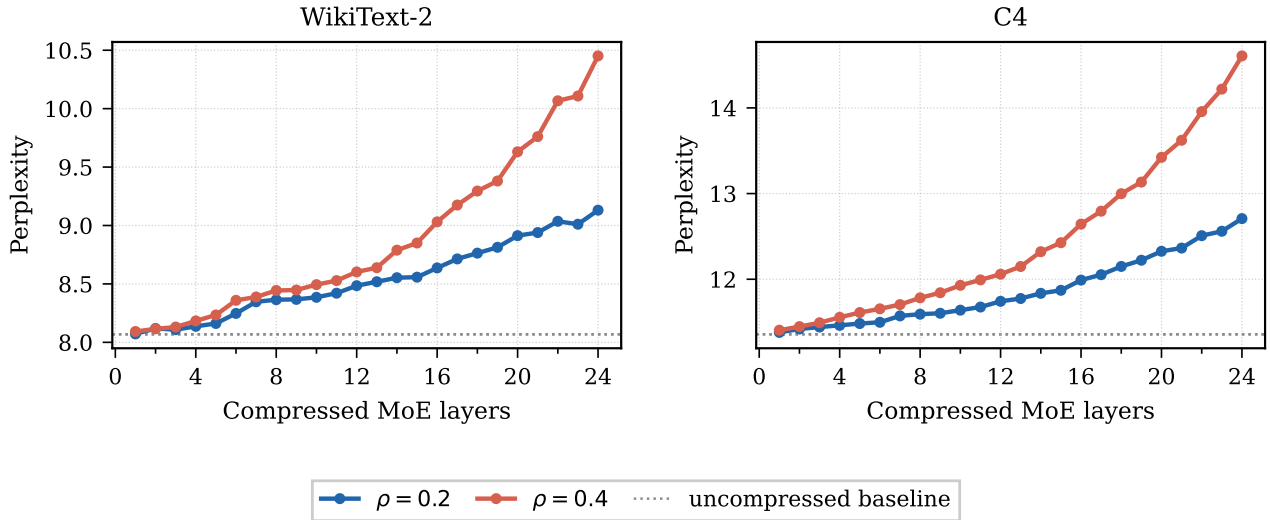 WikiText-2
C4
10.5
10.0
9.5
9.0
8.5
8.0
Perplexity
0 4 8 12 16 20 24
Compressed MoE layers
14
13
12
Perplexity
0 4 8 12 16 20 24
Compressed MoE layers
ρ = 0.2 ρ = 0.4 uncompressed baseline